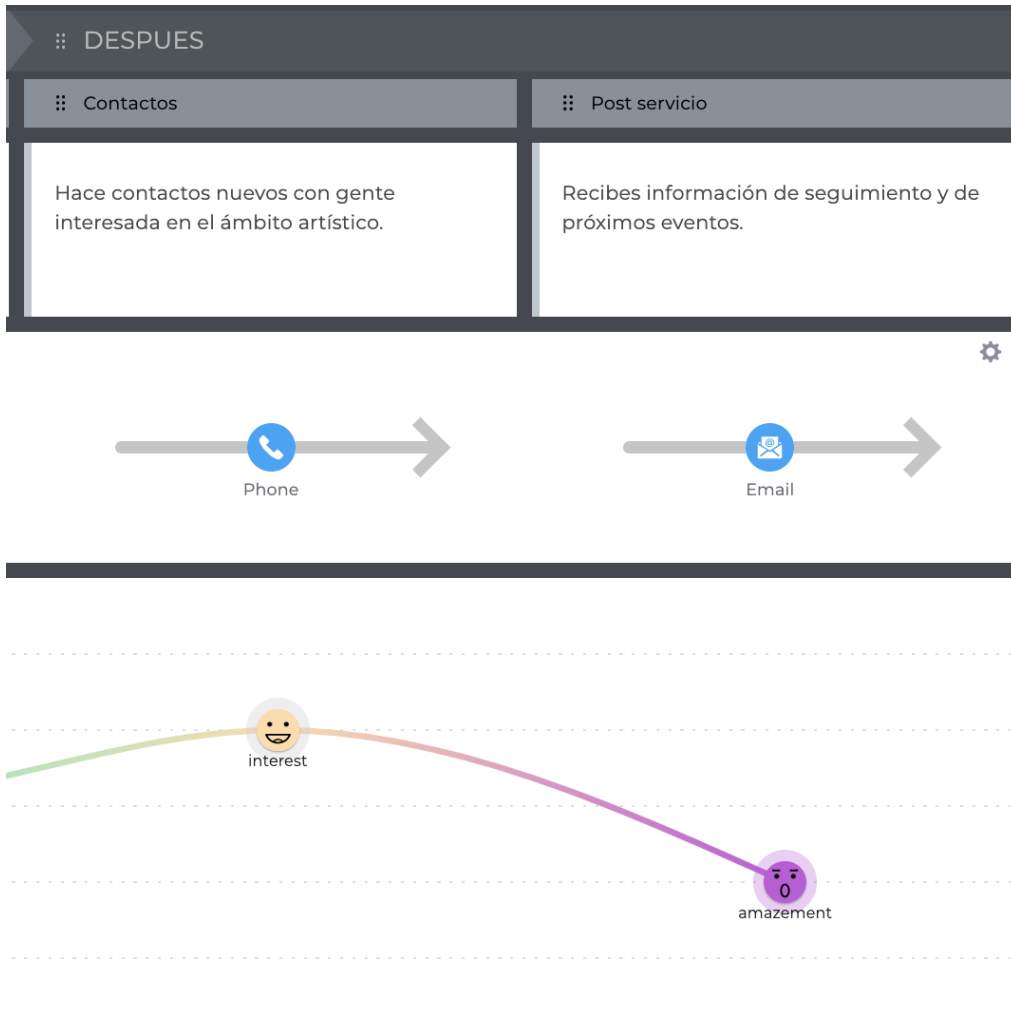 DESPUES
Contactos
Post servicio
Hace contactos nuevos con gente
interesada en el ámbito artístico.
Recibes información de seguimiento y de
próximos eventos.
Phone
Email
interest
amazement